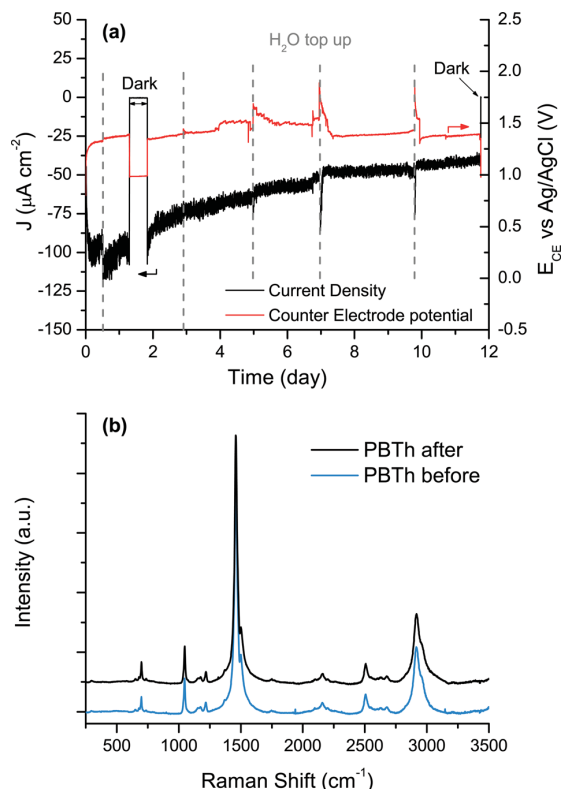 (a)
H₂O top up
Dark
Dark
50
25
0
-25
-50
-75
-100
-125
-150
J (µA cm⁻²)
2.5
2.0
1.5
1.0
0.5
0.0
-0.5
E_CE vs Ag/AgCl (V)
Current Density
Counter Electrode potential
0 2 4 6 8 10 12
Time (day)
(b)
PBTh after
PBTh before
Intensity (a.u.)
500 1000 1500 2000 2500 3000 3500
Raman Shift (cm⁻¹)